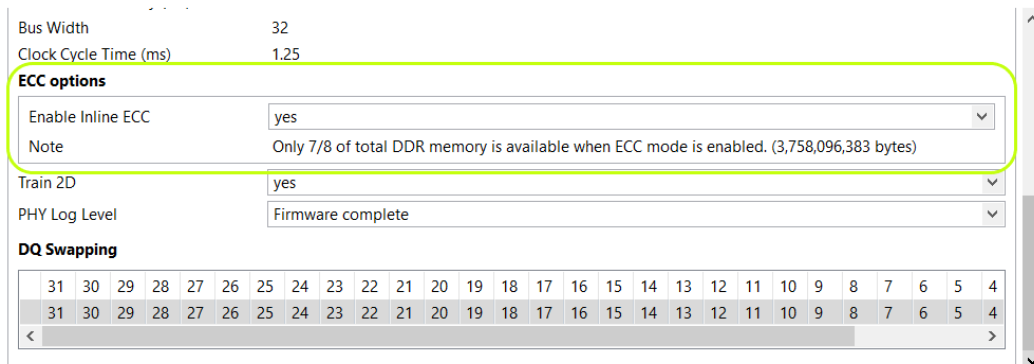 Bus Width 32
Clock Cycle Time (ms) 1.25
ECC options
Enable Inline ECC yes
Note Only 7/8 of total DDR memory is available when ECC mode is enabled. (3,758,096,383 bytes)
Train 2D yes
PHY Log Level Firmware complete
DQ Swapping
31 30 29 28 27 26 25 24 23 22 21 20 19 18 17 16 15 14 13 12 11 10 9 8 7 6 5 4
31 30 29 28 27 26 25 24 23 22 21 20 19 18 17 16 15 14 13 12 11 10 9 8 7 6 5 4